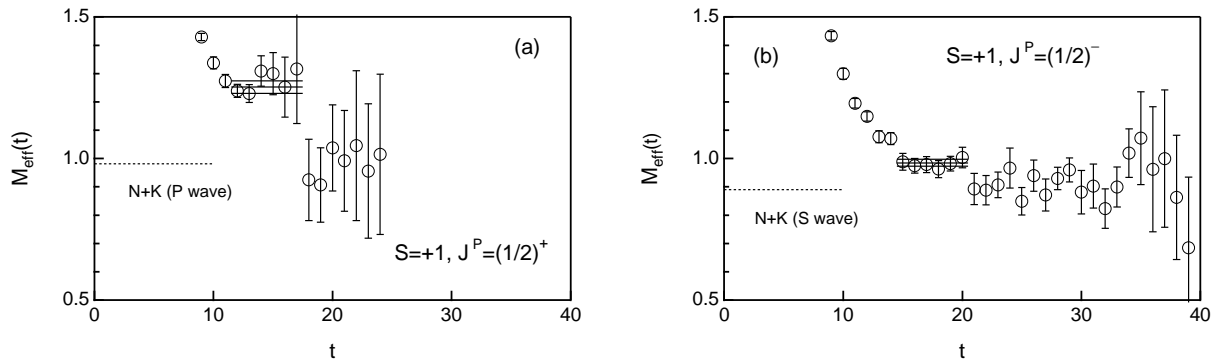 1.5
(a)
M_eff(t)
1.0
N+K (P wave)
S=+1, J^P=(1/2)^+
0.5
0 10 20 30 40
t
1.5
(b)
S=+1, J^P=(1/2)^−
M_eff(t)
1.0
N+K (S wave)
0.5
0 10 20 30 40
t